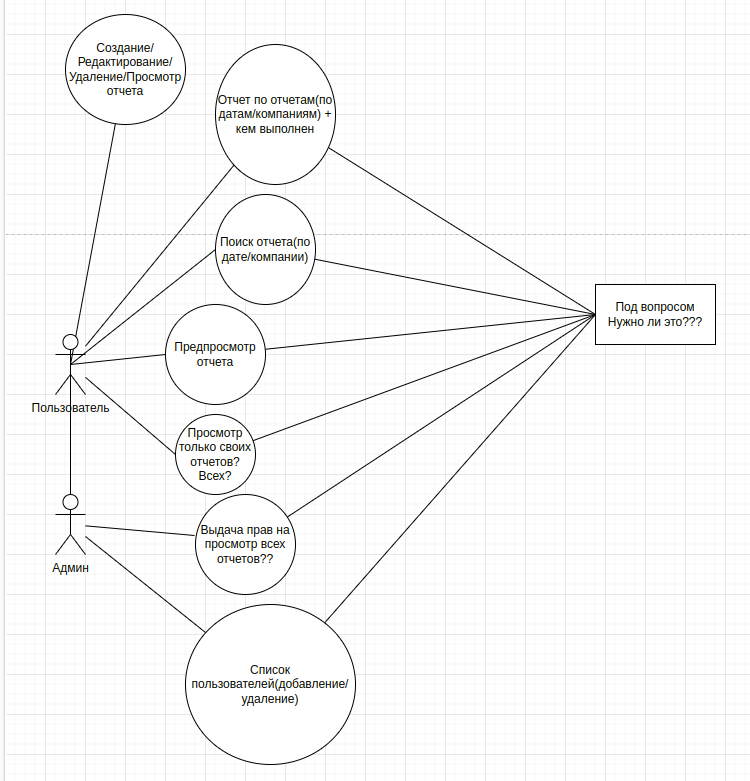 Создание/
Редактирование/
Удаление/Просмотр
отчета
Отчет по отчетам(по
датам/компаниям) +
кем выполнен
Поиск отчета(по
дате/компании)
Под вопросом
Нужно ли это???
Предпросмотр
отчета
Пользователь
Просмотр
только своих
отчетов?
Всех?
Выдача прав на
просмотр всех
отчетов??
Админ
Список
пользователей(добавление/
удаление)